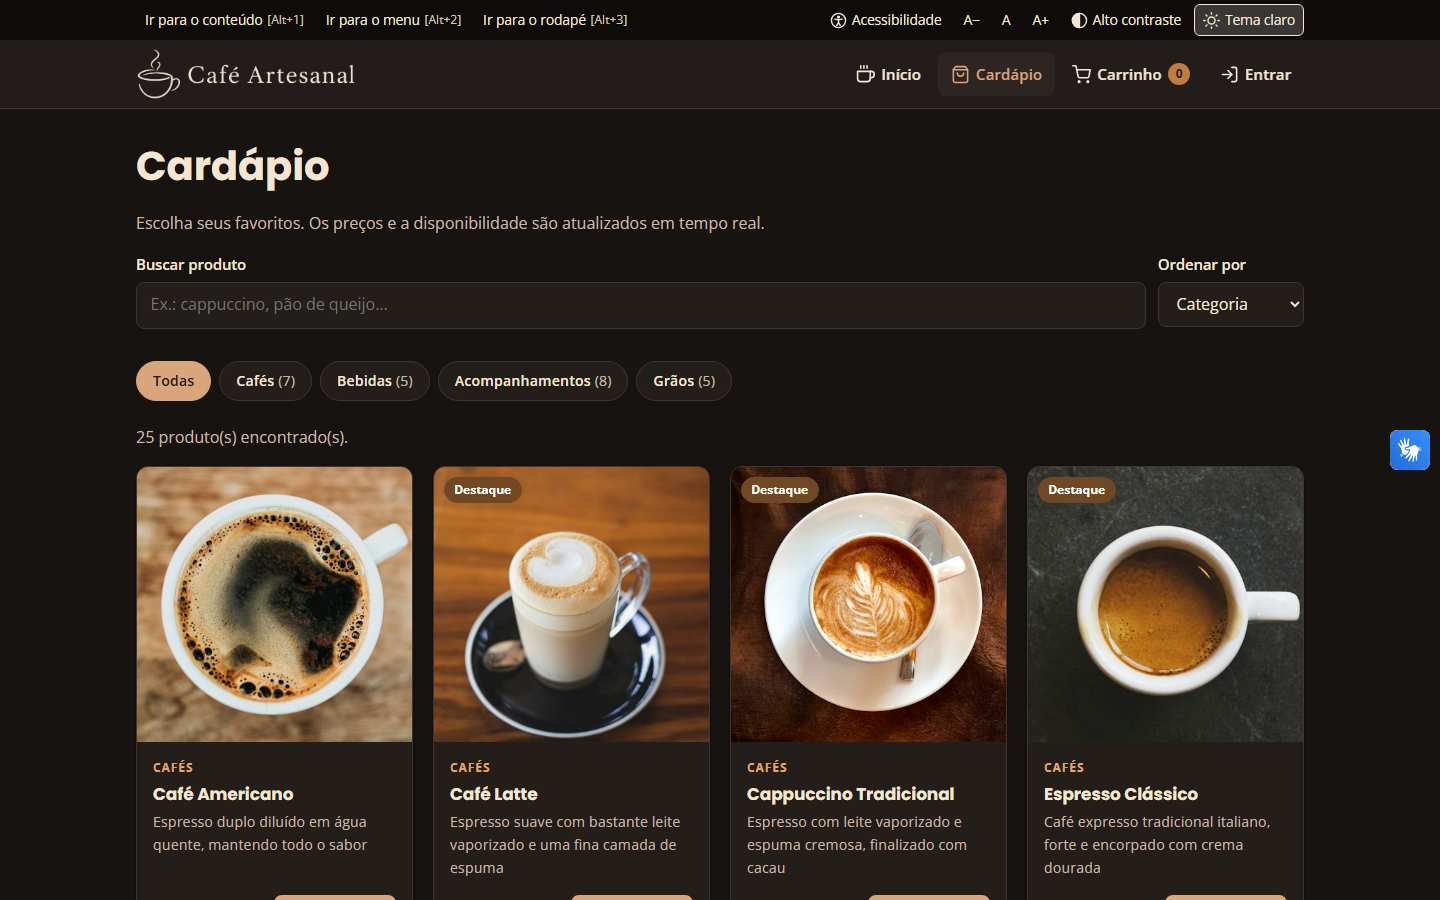 Ir para o conteúdo [Alt+1] Ir para o menu [Alt+2] Ir para o rodapé [Alt+3] Acessibilidade A− A A+ Alto contraste Tema claro
Café Artesanal Início Cardápio Carrinho 0 Entrar
Cardápio
Escolha seus favoritos. Os preços e a disponibilidade são atualizados em tempo real.
Buscar produto Ordenar por
Ex.: cappuccino, pão de queijo... Categoria
Todas Cafés (7) Bebidas (5) Acompanhamentos (8) Grãos (5)
25 produto(s) encontrado(s).
CAFÉS
Café Americano
Espresso duplo diluído em água
quente, mantendo todo o sabor
Destaque
CAFÉS
Café Latte
Espresso suave com bastante leite
vaporizado e uma fina camada de
espuma
Destaque
CAFÉS
Cappuccino Tradicional
Espresso com leite vaporizado e
espuma cremosa, finalizado com
cacau
Destaque
CAFÉS
Espresso Clássico
Café expresso tradicional italiano,
forte e encorpado com crema
dourada